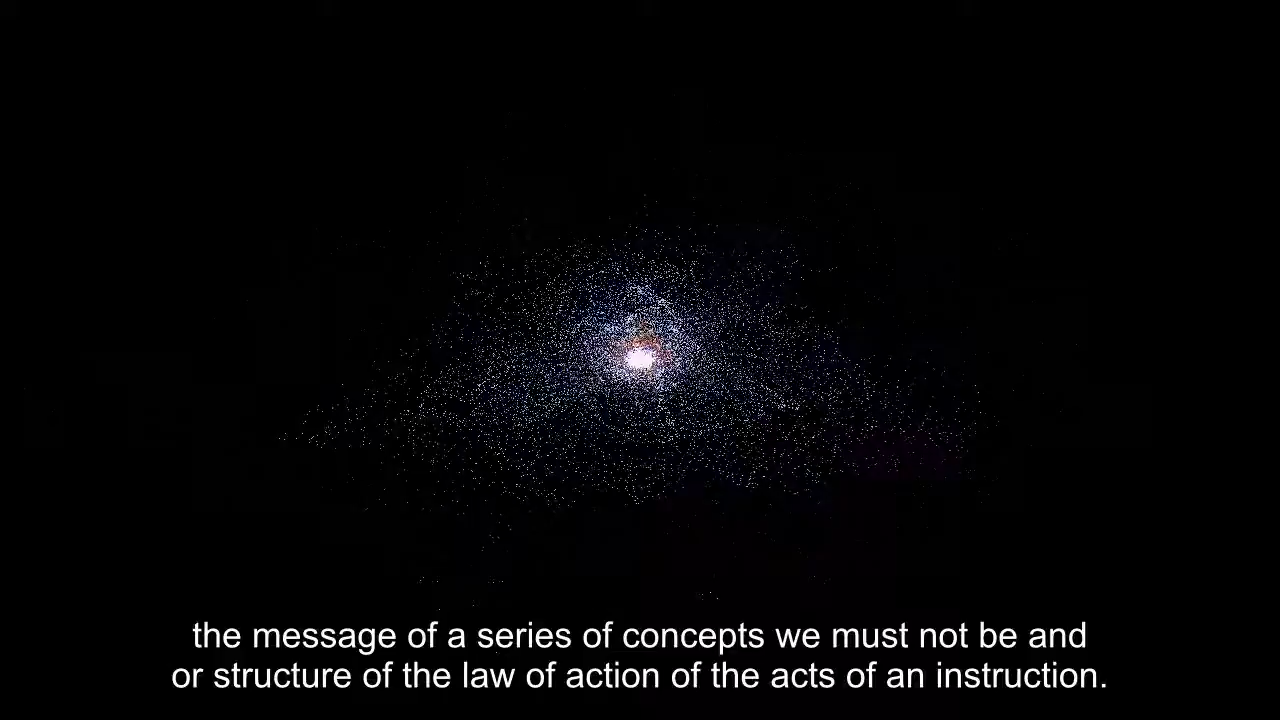 the message of a series of concepts we must not be and
or structure of the law of action of the acts of an instruction.